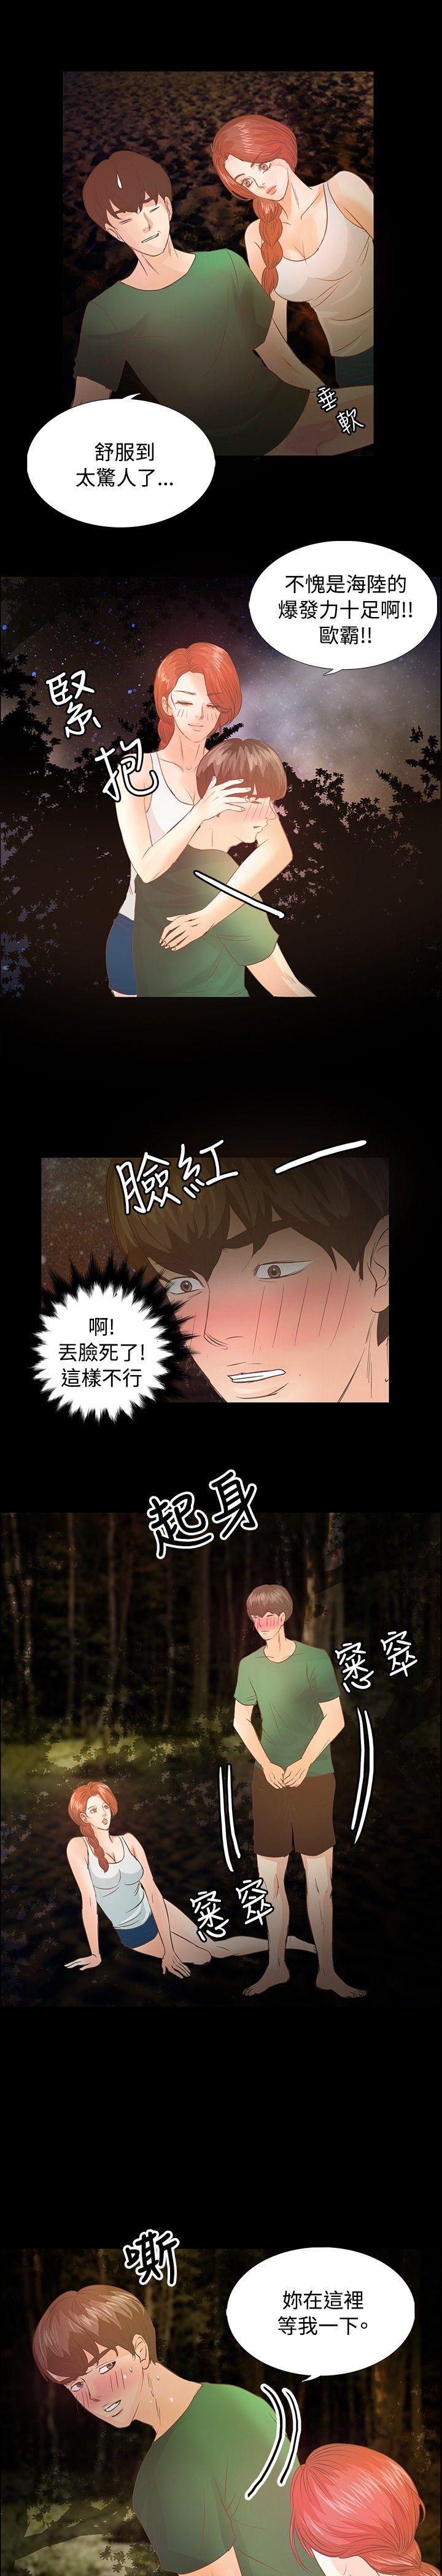 垂
軟
舒服到
太驚人了...
不愧是海陸的
爆發力十足啊!!
歐霸!!
緊
抱
臉紅
啊!
丟臉死了!
這樣不行
起身
窸窣
窸窣
嘶
妳在這裡
等我一下。